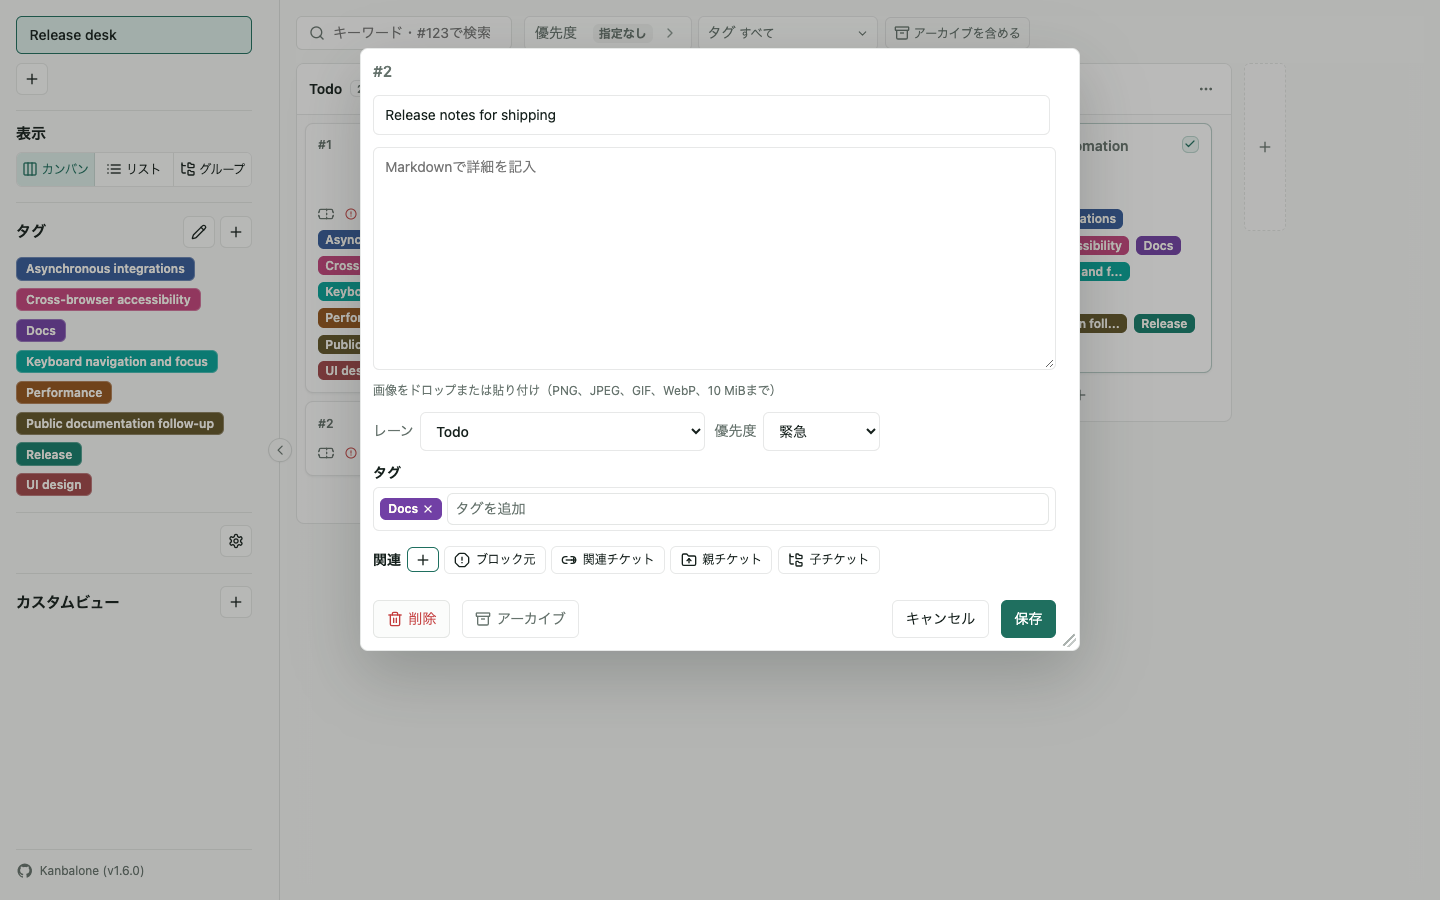 Release desk
表示
カンバン
リスト
グループ
タグ
Asynchronous integrations
Cross-browser accessibility
Docs
Keyboard navigation and focus
Performance
Public documentation follow-up
Release
UI design
カスタムビュー
Kanbalone (v1.6.0)
キーワード・#123で検索
優先度
指定なし
タグ すべて
アーカイブを含める
Todo
#1
#2
Docs
and f...
foll...
Release
#2
Release notes for shipping
Markdownで詳細を記入
画像をドロップまたは貼り付け（PNG、JPEG、GIF、WebP、10 MiBまで）
レーン
Todo
優先度
緊急
タグ
Docs
タグを追加
関連
ブロック元
関連チケット
親チケット
子チケット
削除
アーカイブ
キャンセル
保存